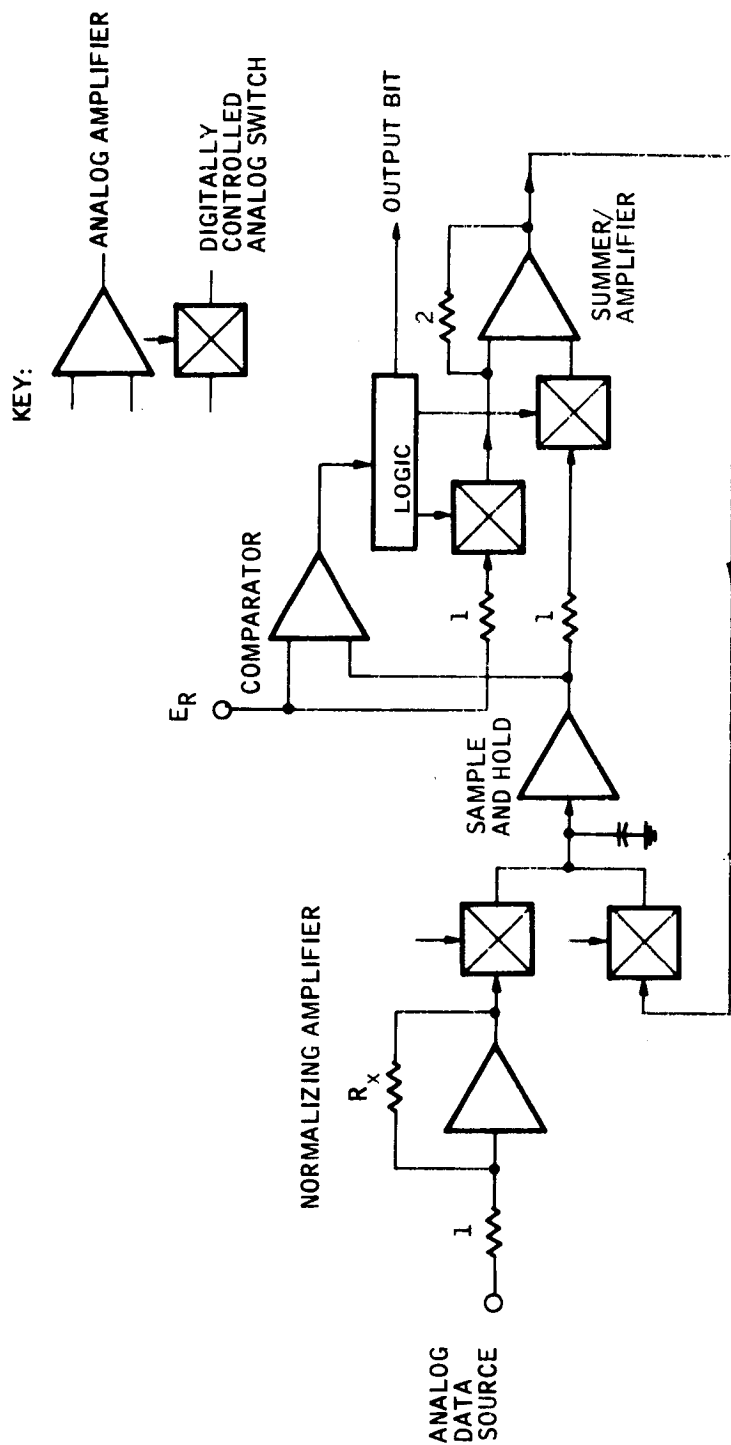 KEY:
ANALOG AMPLIFIER
DIGITALLY
CONTROLLED
ANALOG SWITCH
E_R
COMPARATOR
LOGIC
OUTPUT BIT
2
1
1
SUMMER/
AMPLIFIER
SAMPLE
AND HOLD
NORMALIZING AMPLIFIER
R_x
1
ANALOG
DATA
SOURCE